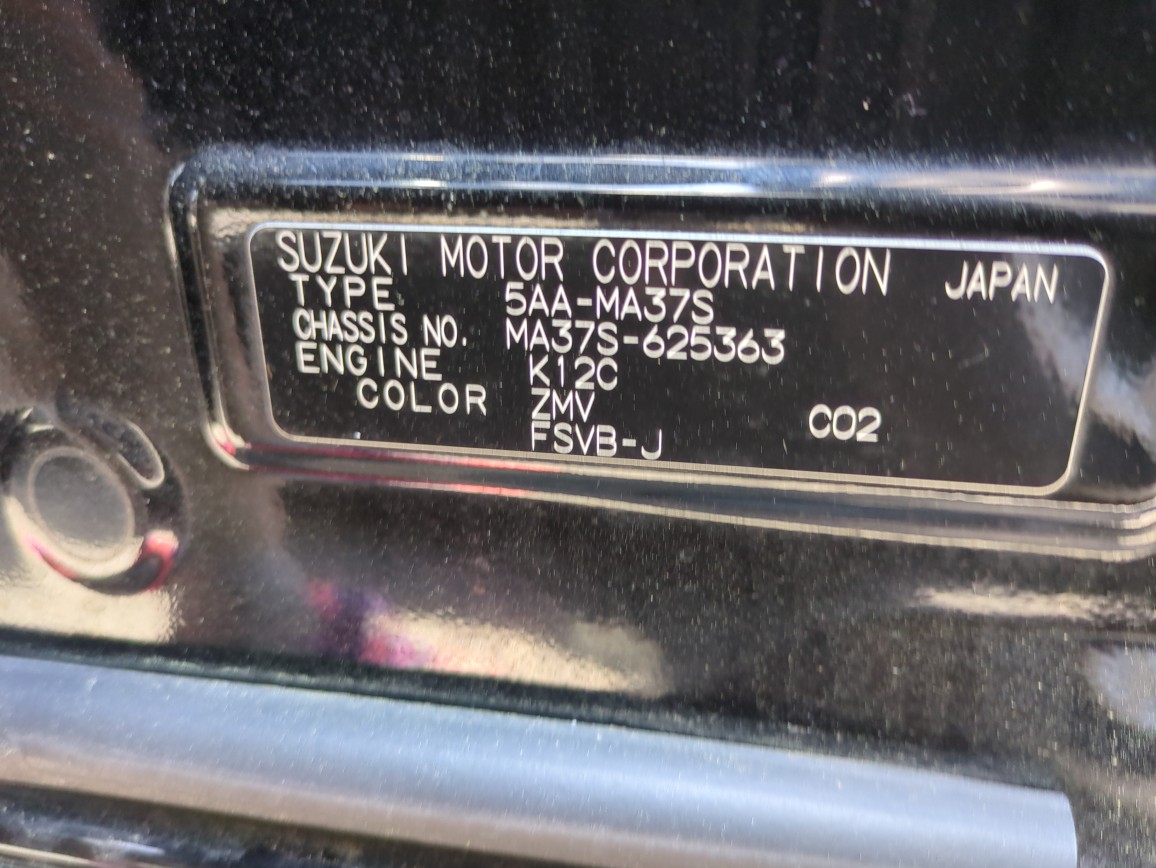 SUZUKI MOTOR CORPORATION JAPAN
TYPE 5AA-MA37S
CHASSIS NO. MA37S-625363
ENGINE K12C
COLOR ZMV C02
FSVB-J